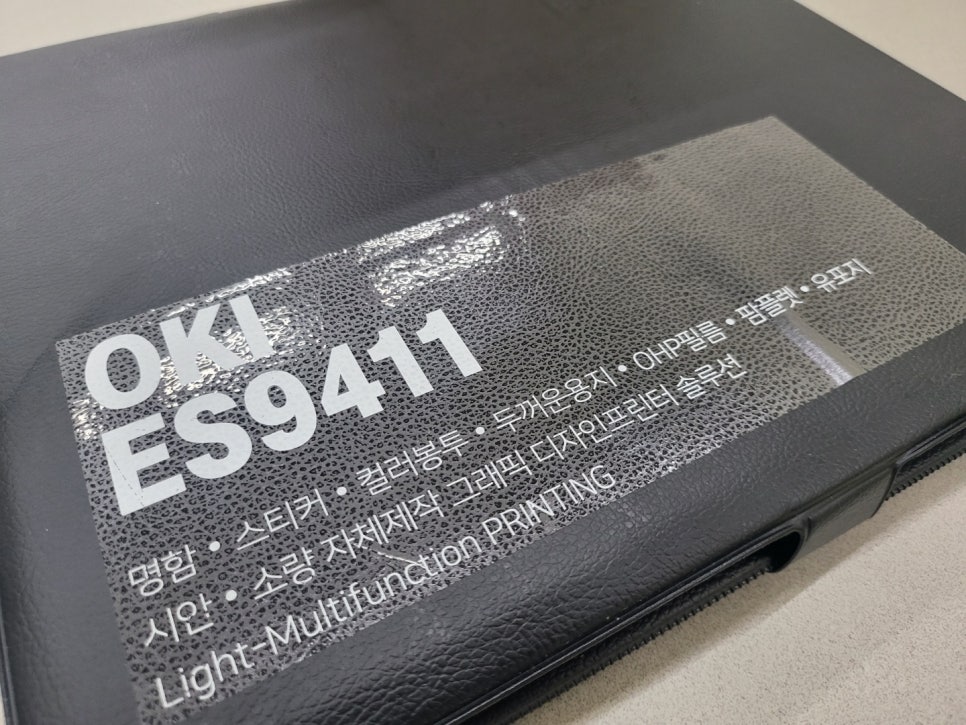 OKI
ES9411
명함 • 스티커 • 컬러봉투 • 두꺼운용지 • OHP필름 • 팜플렛 • 유포지
시안 • 소량 자체제작 그래픽 디자인프린터 솔루션
Light-Multifunction PRINTING